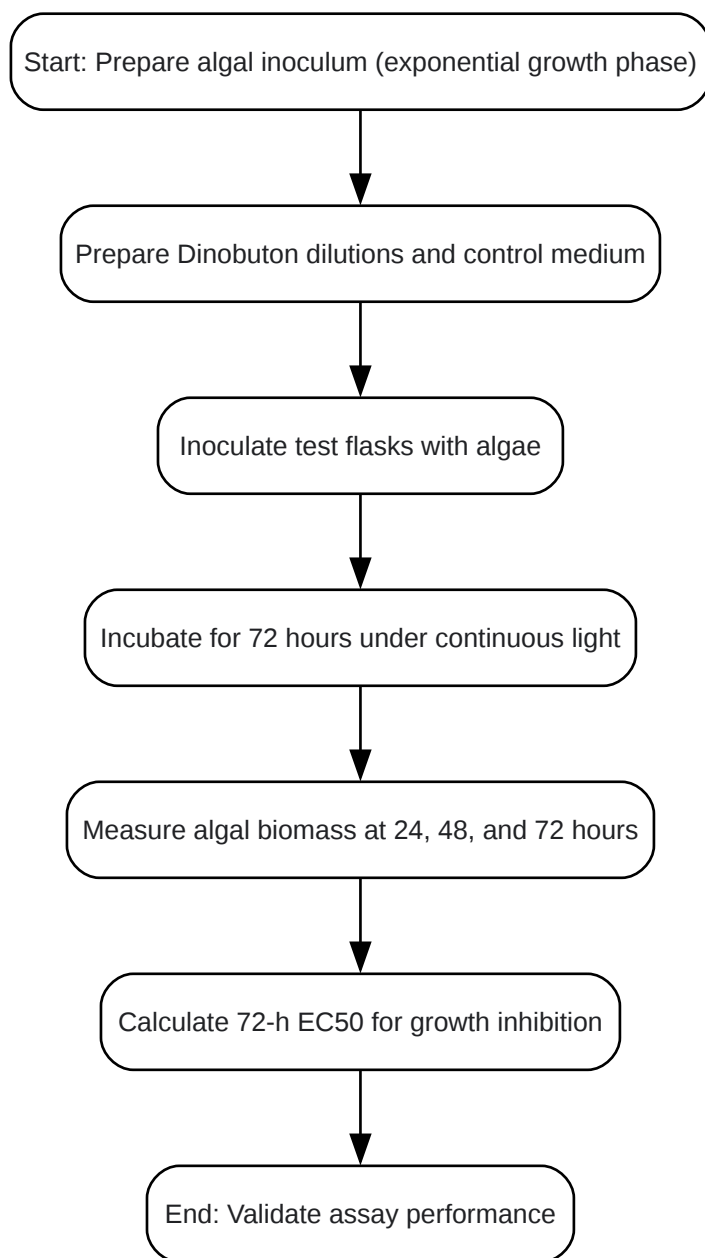 Start: Prepare algal inoculum (exponential growth phase)
Prepare Dinobuton dilutions and control medium
Inoculate test flasks with algae
Incubate for 72 hours under continuous light
Measure algal biomass at 24, 48, and 72 hours
Calculate 72-h EC50 for growth inhibition
End: Validate assay performance